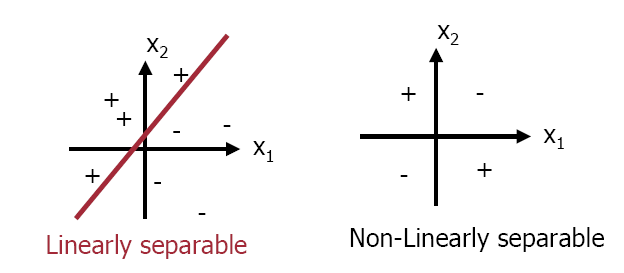 x2
+
+
+
-
-
x1
+
-
-
Linearly separable
x2
+ -
x1
- +
Non-Linearly separable